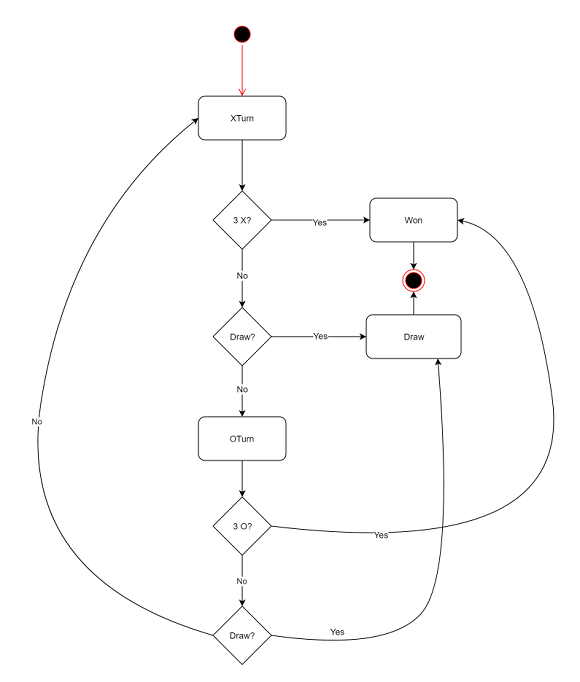 XTurn
3 X?
Yes
Won
No
Draw?
Yes
Draw
No
No
OTurn
3 O?
Yes
No
Draw?
Yes